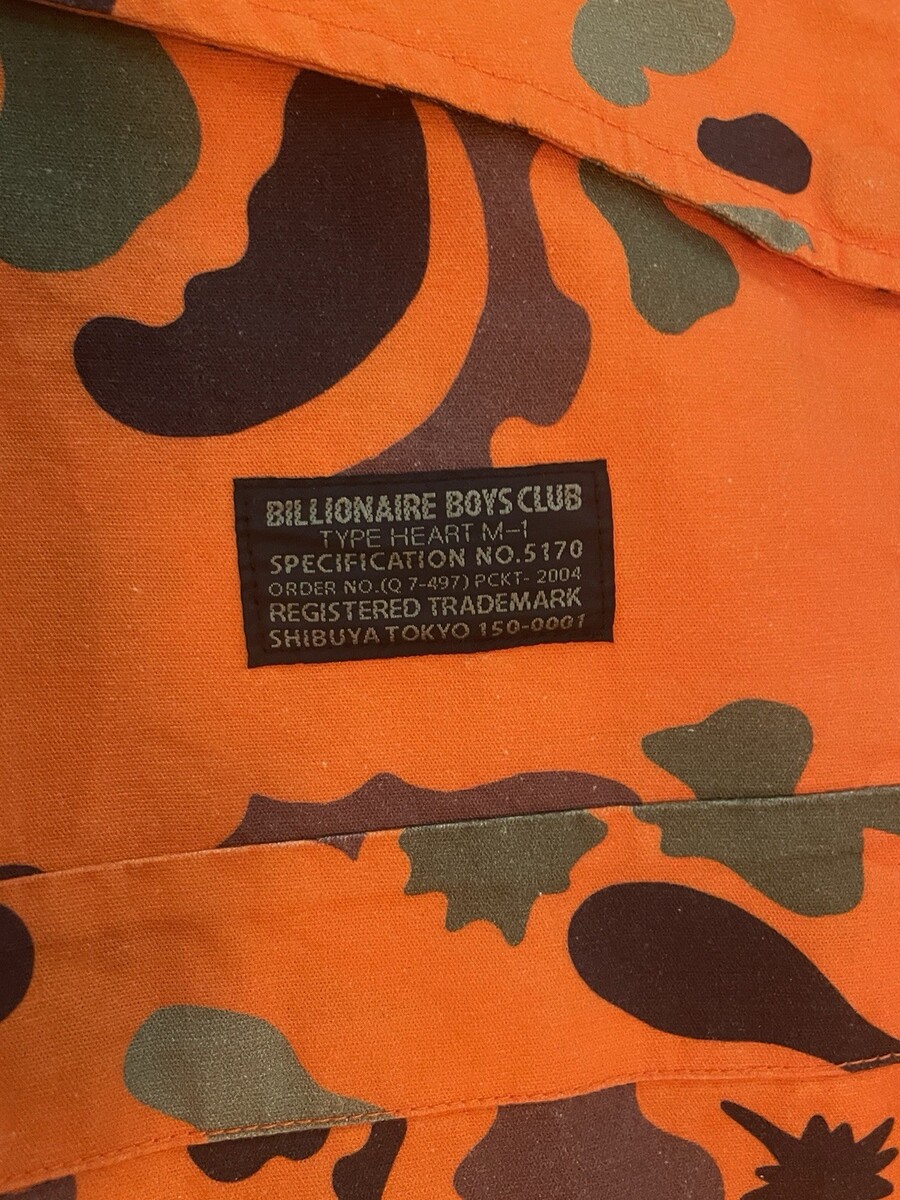 BILLIONAIRE BOYS CLUB
TYPE HEART M-1
SPECIFICATION NO.5170
ORDER NO.(Q 7-497) PCKT- 2004
REGISTERED TRADEMARK
SHIBUYA TOKYO 150-0001